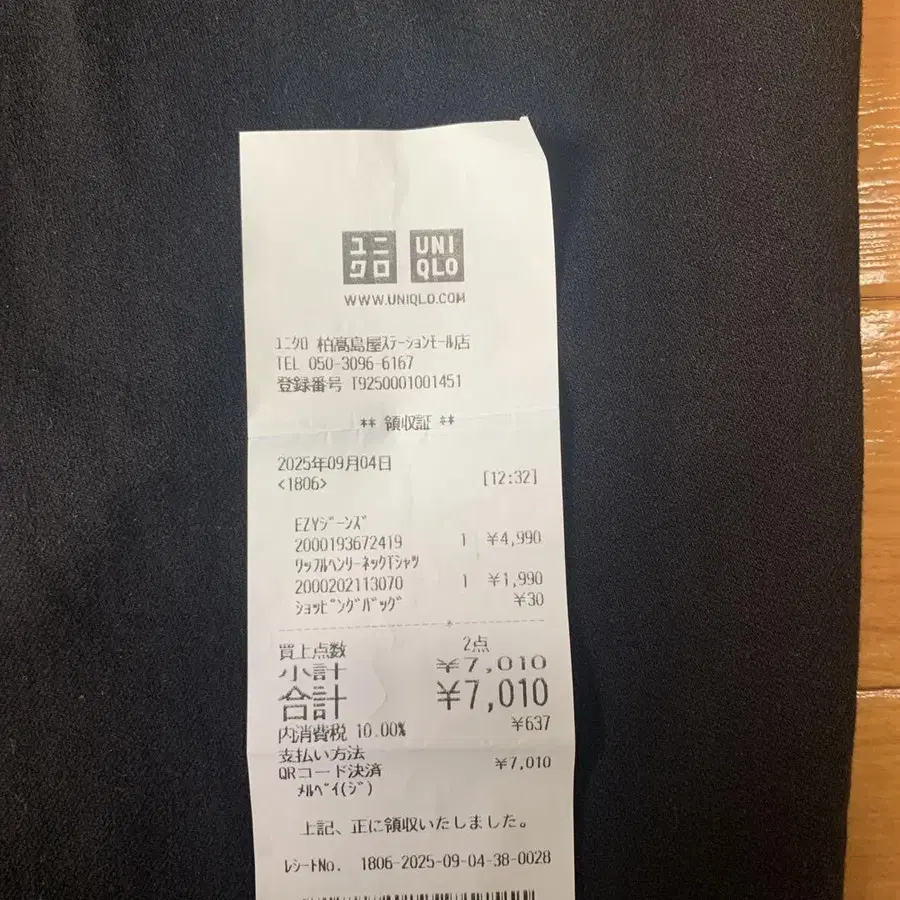 ユニ
クロ
UNI
QLO
WWW.UNIQLO.COM
ユニクロ 柏高島屋ステーションモール店
TEL 050-3096-6167
登録番号 T9250001001451
** 領収証 **
2025年09月04日
<1806> [12:32]
EZYジーンズ
2000193672419 1 ¥4,990
ワッフルヘンリーネックTシャツ
2000202113070 1 ¥1,990
ショッピングバッグ ¥30
買上点数 2点
小計 ¥7,010
合計 ¥7,010
内消費税 10.00% ¥637
支払い方法
QRコード決済 ¥7,010
メルペイ(ジ)
上記、正に領収いたしました。
レシートNo. 1806-2025-09-04-38-0028